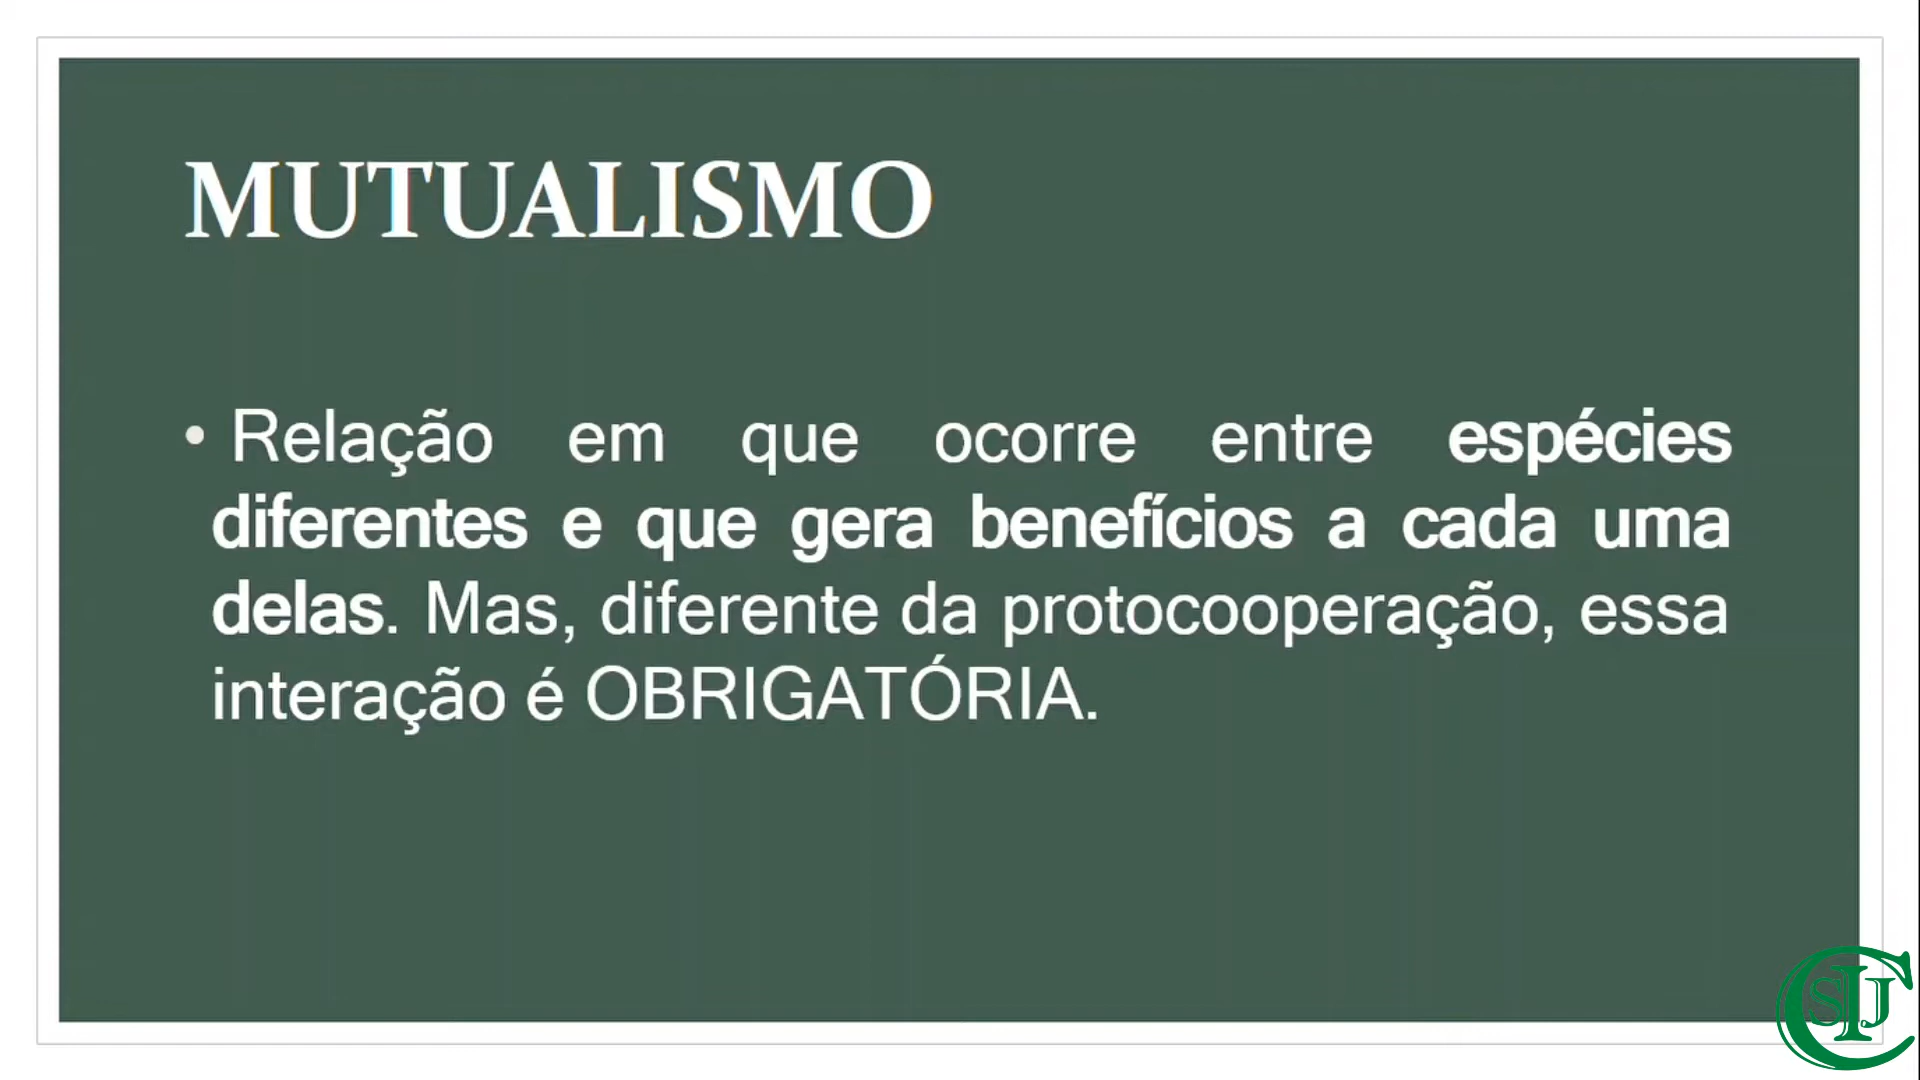 MUTUALISMO
• Relação em que ocorre entre espécies
diferentes e que gera benefícios a cada uma
delas. Mas, diferente da protocooperação, essa
interação é OBRIGATÓRIA.
CSIJ